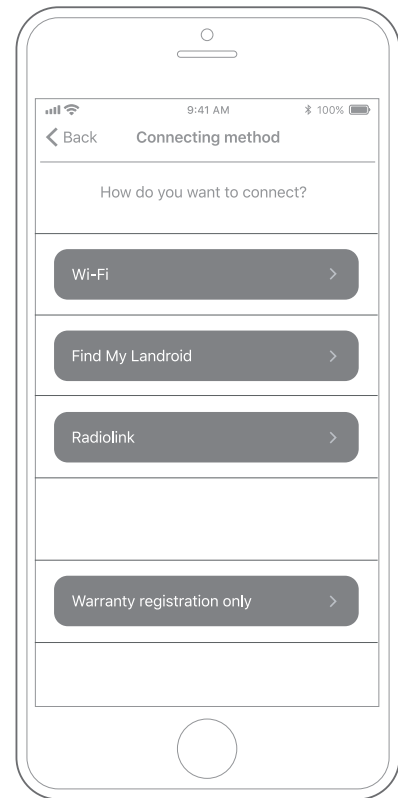 9:41 AM
100%
Back
Connecting method
How do you want to connect?
Wi-Fi
Find My Landroid
Radiolink
Warranty registration only